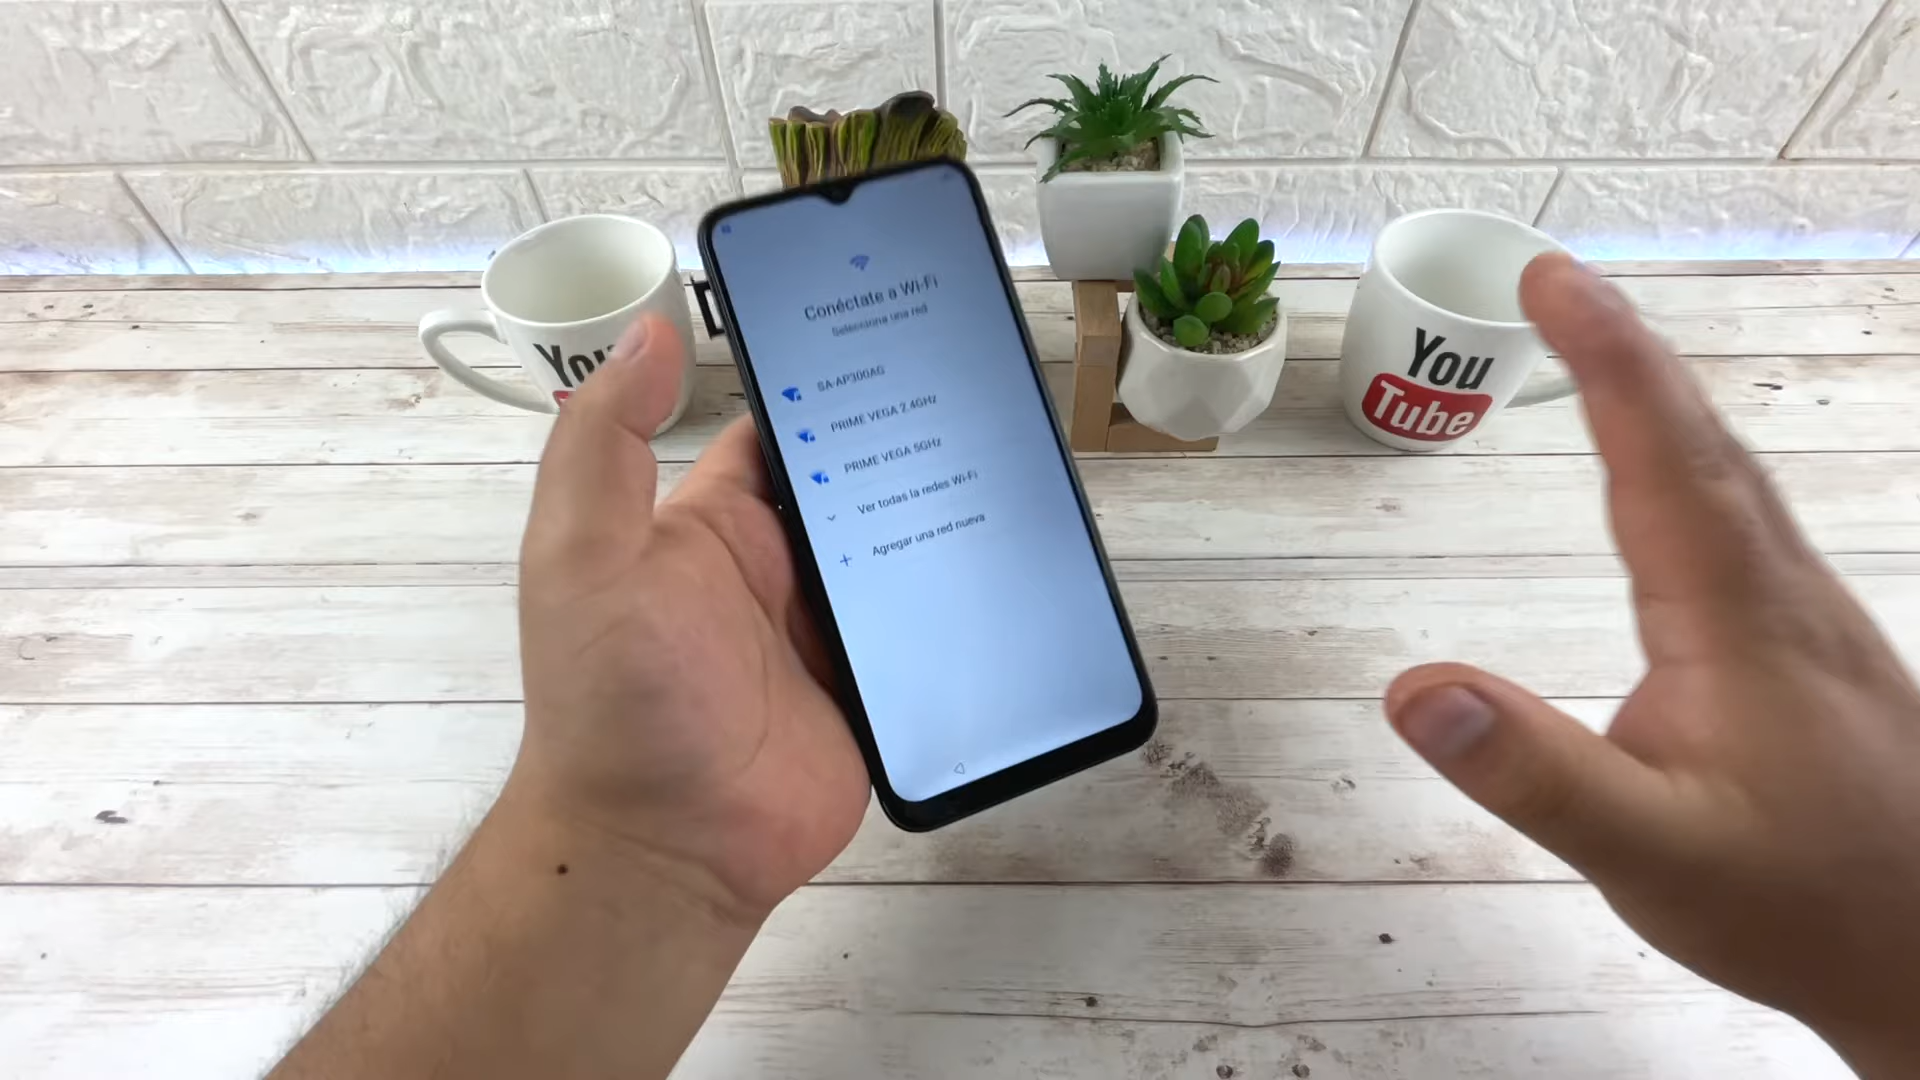 Conéctate a Wi-Fi
Selecciona una red
SA-AP300AG
PRIME VEGA 2.4GHz
PRIME VEGA 5GHz
Ver todas la redes Wi-Fi
Agregar una red nueva
You
You
Tube